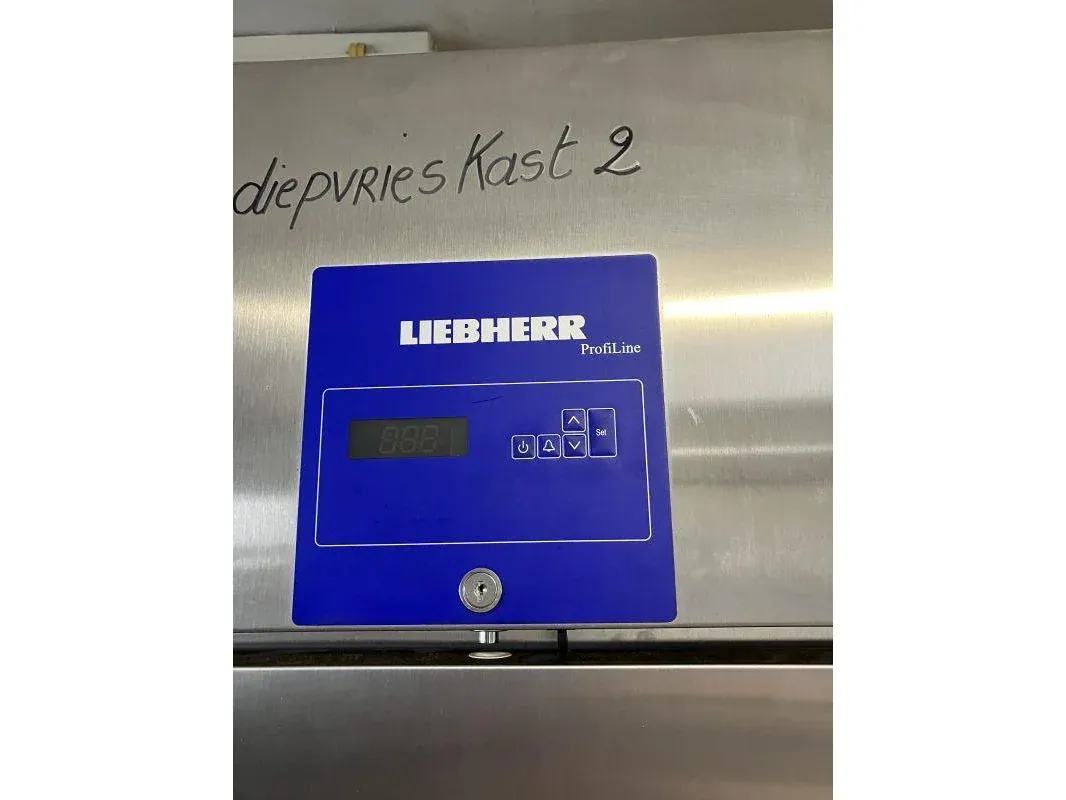 diepvries Kast 2
LIEBHERR
ProfiLine
Set